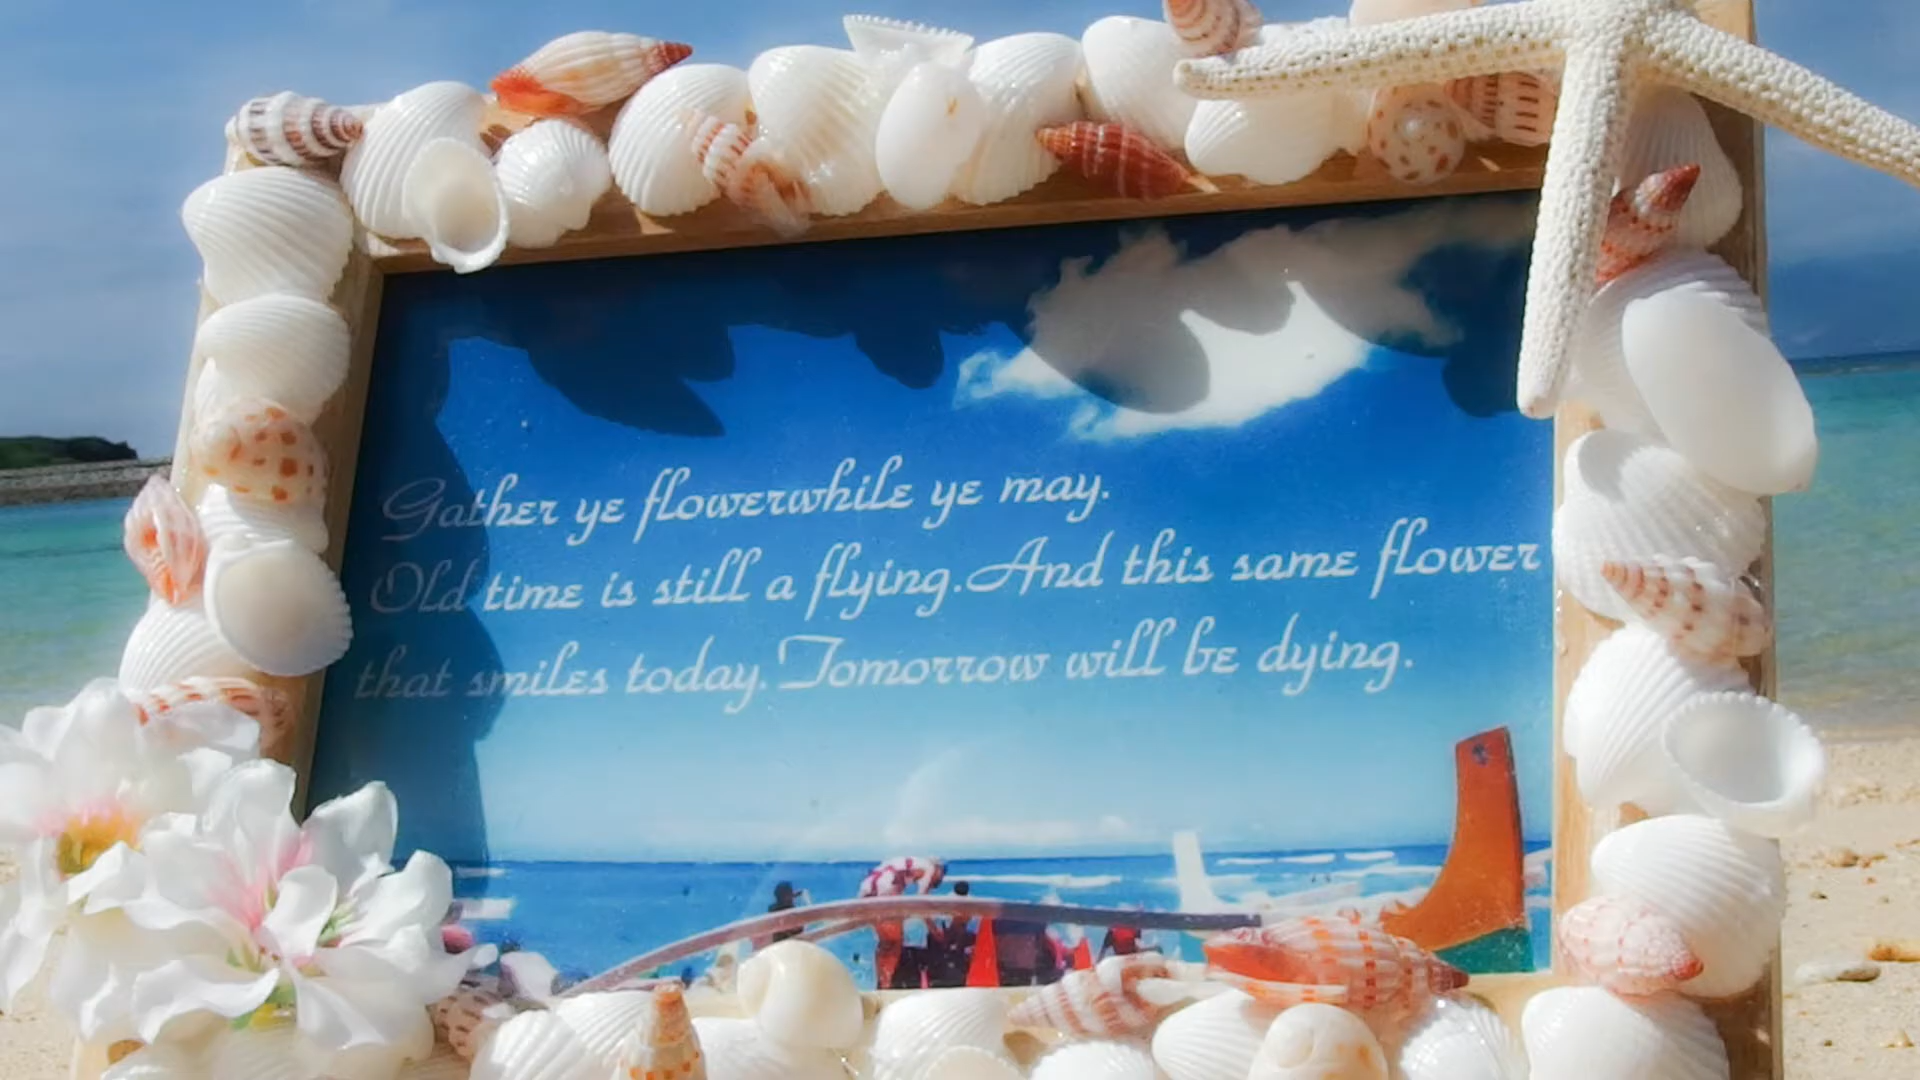 Gather ye flowerwhile ye may.
Old time is still a flying. And this same flower
that smiles today. Tomorrow will be dying.